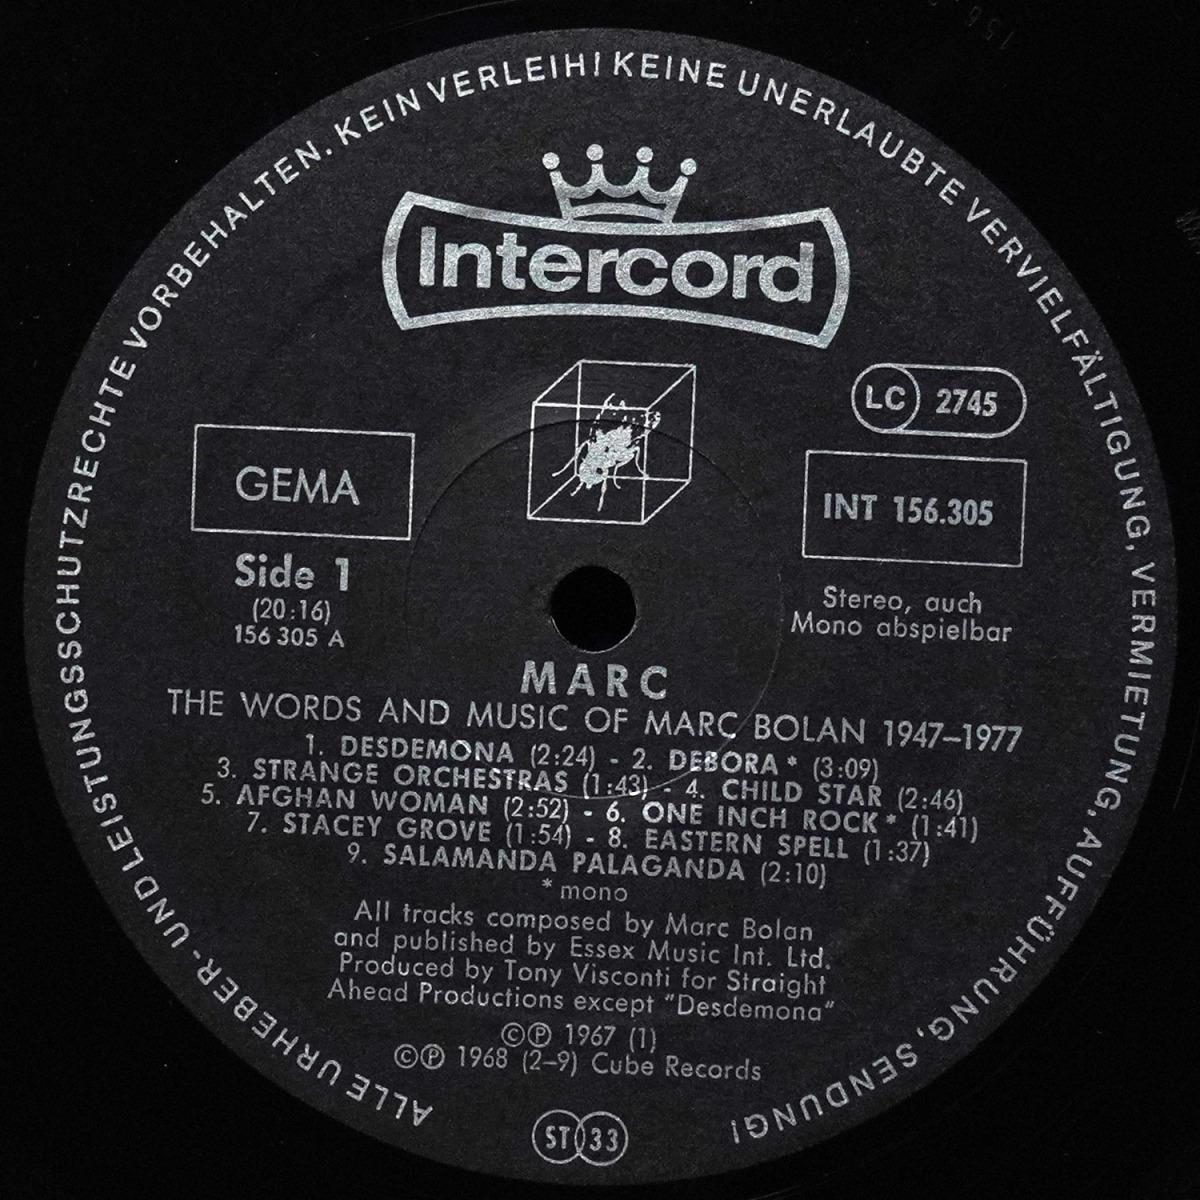 ALLE URHEBER- UND LEISTUNGSSCHUTZRECHTE VORBEHALTEN. KEIN VERLEIH! KEINE UNERLAUBTE VERVIELFÄLTIGUNG, VERMIETUNG, AUFFÜHRUNG, SENDUNG!
Intercord
LC 2745
GEMA
INT 156.305
Side 1
(20:16)
156 305 A
Stereo, auch
Mono abspielbar
MARC
THE WORDS AND MUSIC OF MARC BOLAN 1947–1977
1. DESDEMONA (2:24) - 2. DEBORA * (3:09)
3. STRANGE ORCHESTRAS (1:43) - 4. CHILD STAR (2:46)
5. AFGHAN WOMAN (2:52) - 6. ONE INCH ROCK * (1:41)
7. STACEY GROVE (1:54) - 8. EASTERN SPELL (1:37)
9. SALAMANDA PALAGANDA (2:10)
* mono
All tracks composed by Marc Bolan
and published by Essex Music Int. Ltd.
Produced by Tony Visconti for Straight
Ahead Productions except "Desdemona"
©℗ 1967 (1)
©℗ 1968 (2–9) Cube Records
ST 33